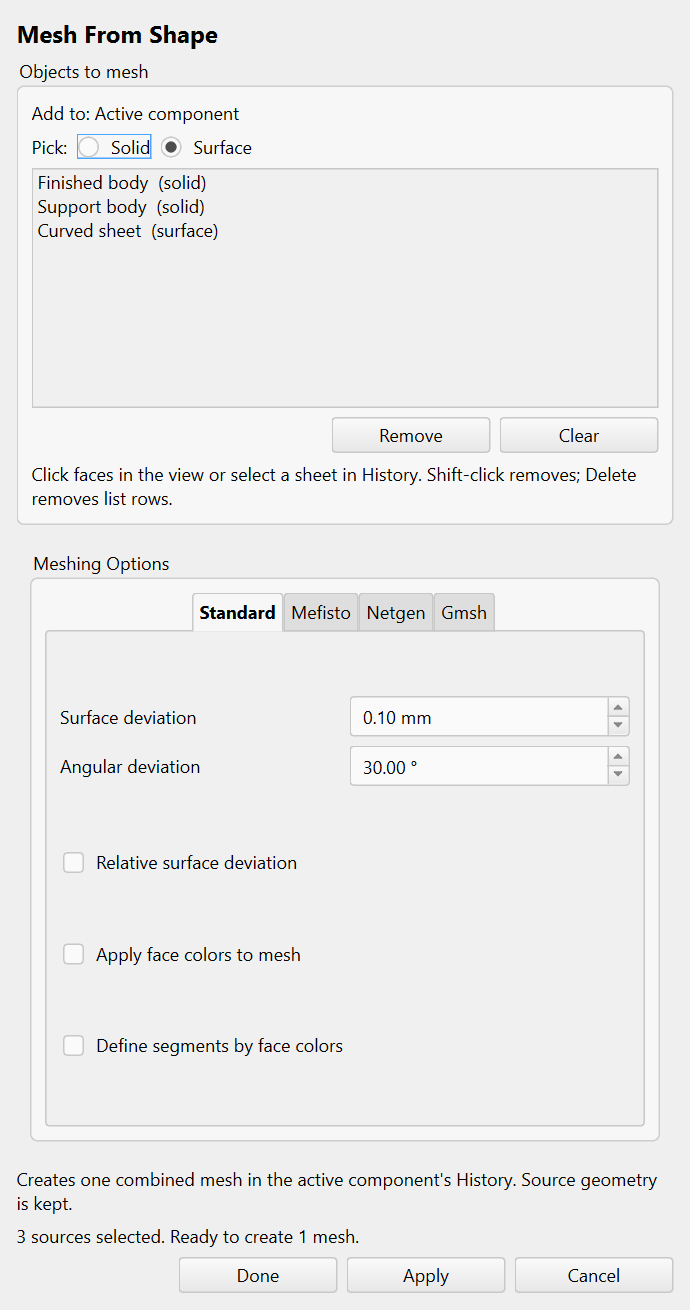 Mesh From Shape
Objects to mesh
Add to: Active component
Pick: Solid Surface
Finished body (solid)
Support body (solid)
Curved sheet (surface)
Remove Clear
Click faces in the view or select a sheet in History. Shift-click removes; Delete
removes list rows.
Meshing Options
Standard Mefisto Netgen Gmsh
Surface deviation 0.10 mm
Angular deviation 30.00 °
Relative surface deviation
Apply face colors to mesh
Define segments by face colors
Creates one combined mesh in the active component's History. Source geometry
is kept.
3 sources selected. Ready to create 1 mesh.
Done Apply Cancel